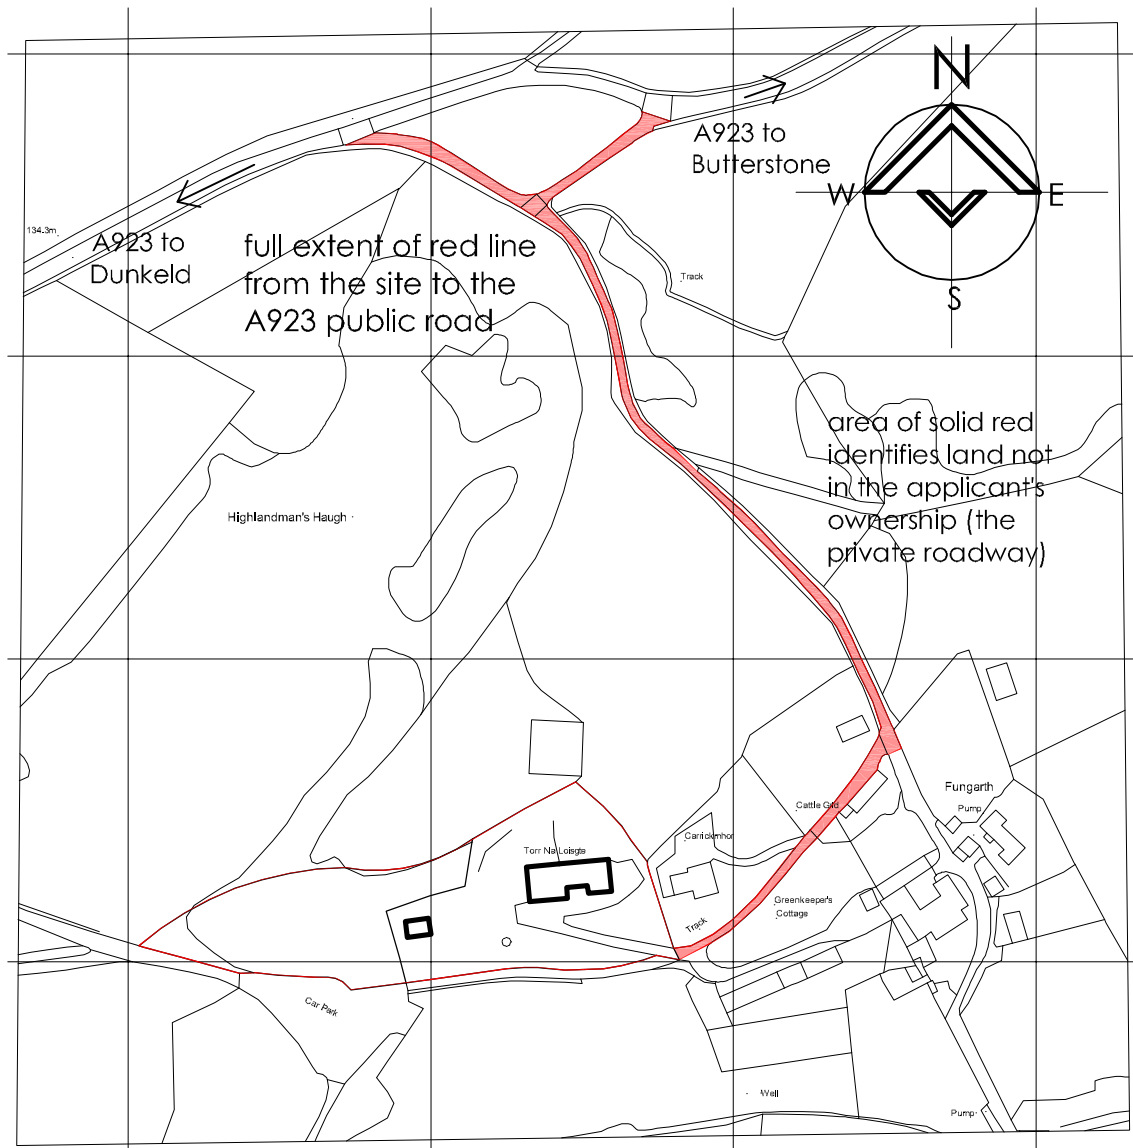 N
A923 to
Butterstone
W
E
S
134.3m
A923 to
Dunkeld
full extent of red line
from the site to the
A923 public road
Track
area of solid red
identifies land not
in the applicant's
ownership (the
private roadway)
Highlandman's Haugh
Fungarth
Pump
Cattle Grid
Carrickmhor
Torr Na Loisgte
Greenkeeper's
Cottage
Track
Car Park
Well
Pump